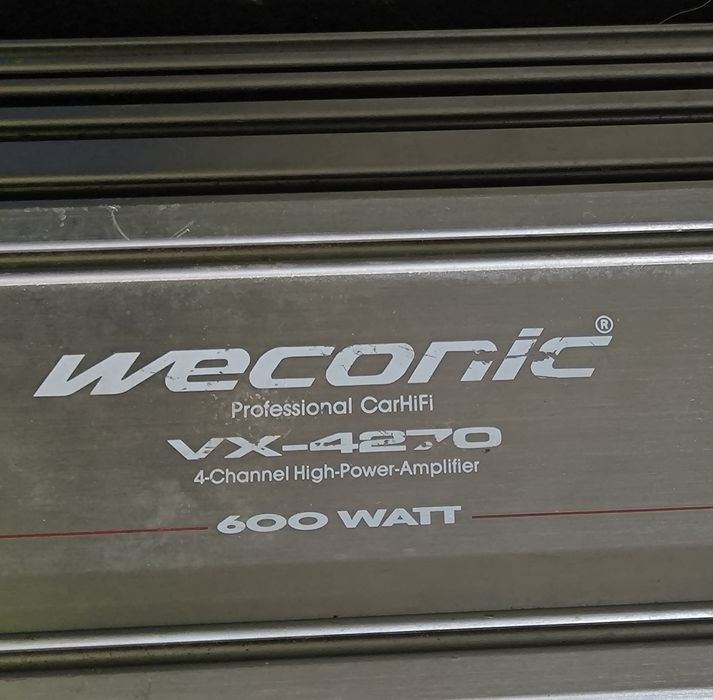 weconic®
Professional CarHiFi
VX-4270
4-Channel High-Power-Amplifier
600 WATT